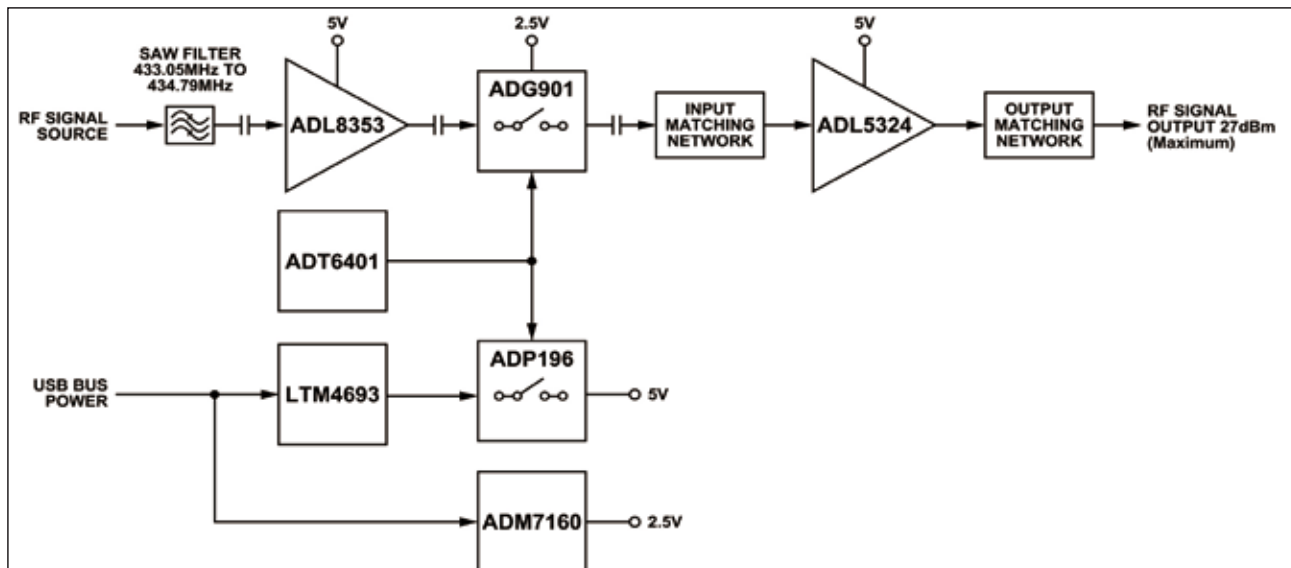 5V
2.5V
5V
SAW FILTER
433.05MHz TO
434.79MHz
RF SIGNAL
SOURCE
ADL8353
ADG901
INPUT
MATCHING
NETWORK
ADL5324
OUTPUT
MATCHING
NETWORK
RF SIGNAL
OUTPUT 27dBm
(Maximum)
ADT6401
USB BUS
POWER
LTM4693
ADP196
5V
ADM7160
2.5V